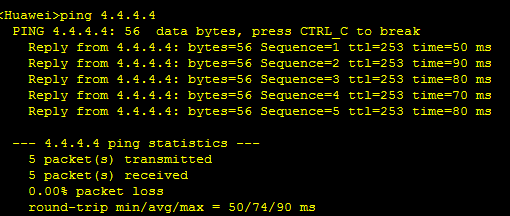 <Huawei>ping 4.4.4.4
PING 4.4.4.4: 56  data bytes, press CTRL_C to break
Reply from 4.4.4.4: bytes=56 Sequence=1 ttl=253 time=50 ms
Reply from 4.4.4.4: bytes=56 Sequence=2 ttl=253 time=90 ms
Reply from 4.4.4.4: bytes=56 Sequence=3 ttl=253 time=80 ms
Reply from 4.4.4.4: bytes=56 Sequence=4 ttl=253 time=70 ms
Reply from 4.4.4.4: bytes=56 Sequence=5 ttl=253 time=80 ms
--- 4.4.4.4 ping statistics ---
5 packet(s) transmitted
5 packet(s) received
0.00% packet loss
round-trip min/avg/max = 50/74/90 ms